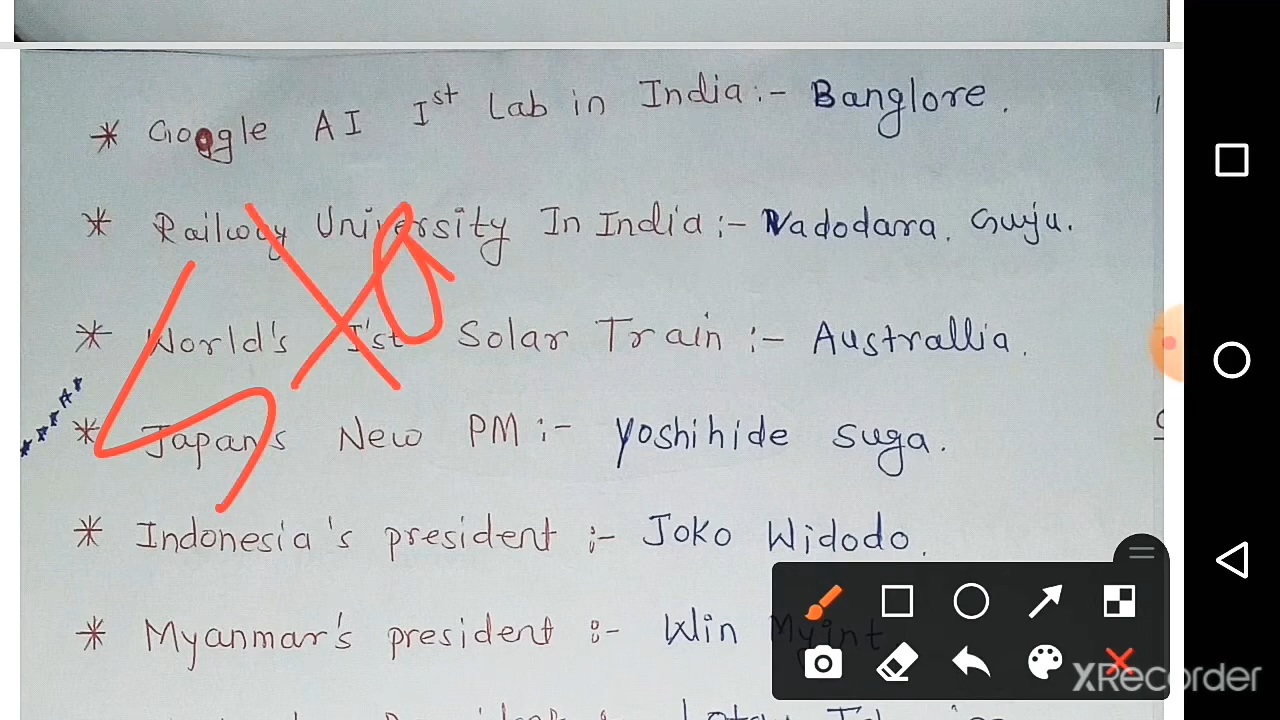 * Google AI Ist Lab in India:- Banglore.
* Railway University In India:- Vadodara, Guju.
* World's I'st Solar Train:- Australlia.
* Japan's New PM:- Yoshihide Suga.
* Indonesia's president:- Joko Widodo.
* Myanmar's president:- Win Myint
XRecorder